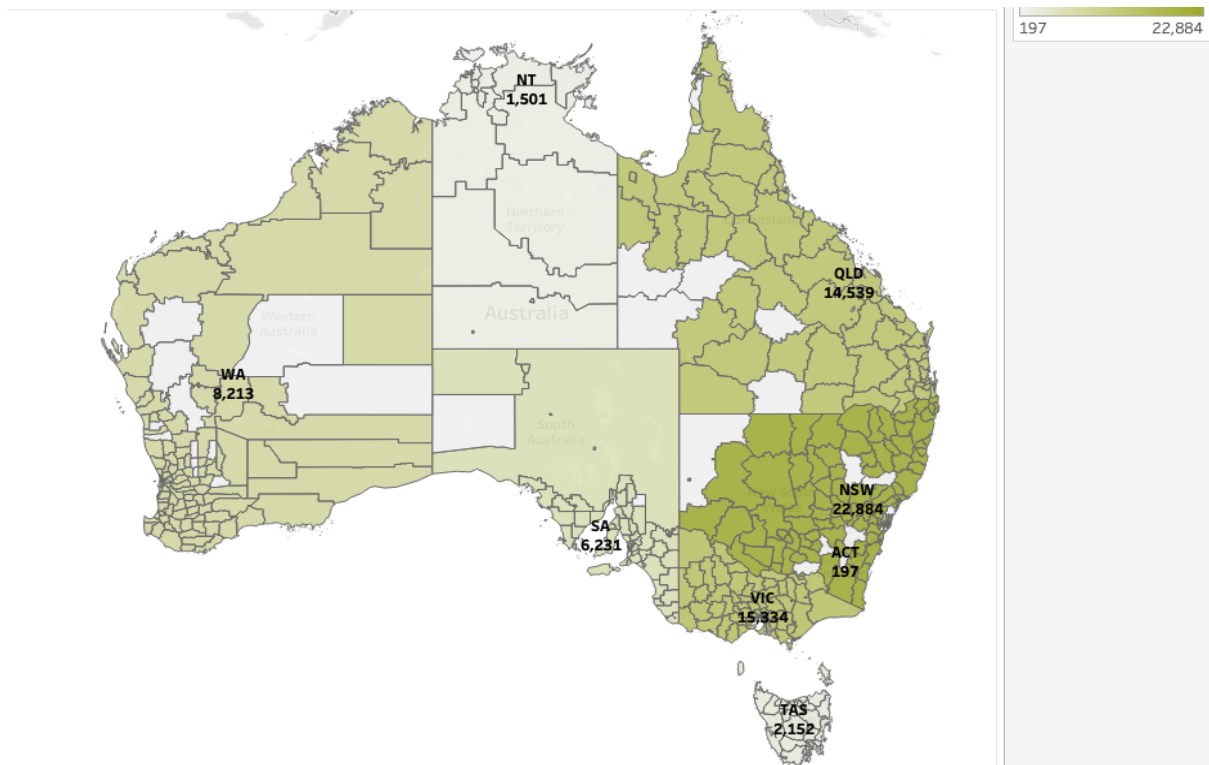 197 22,884
NT
1,501
Northern
Territory
QLD
14,539
Australia
Western
Australia
WA
8,213
South
Australia
NSW
22,884
SA
6,231
ACT
197
VIC
15,334
TAS
2,152